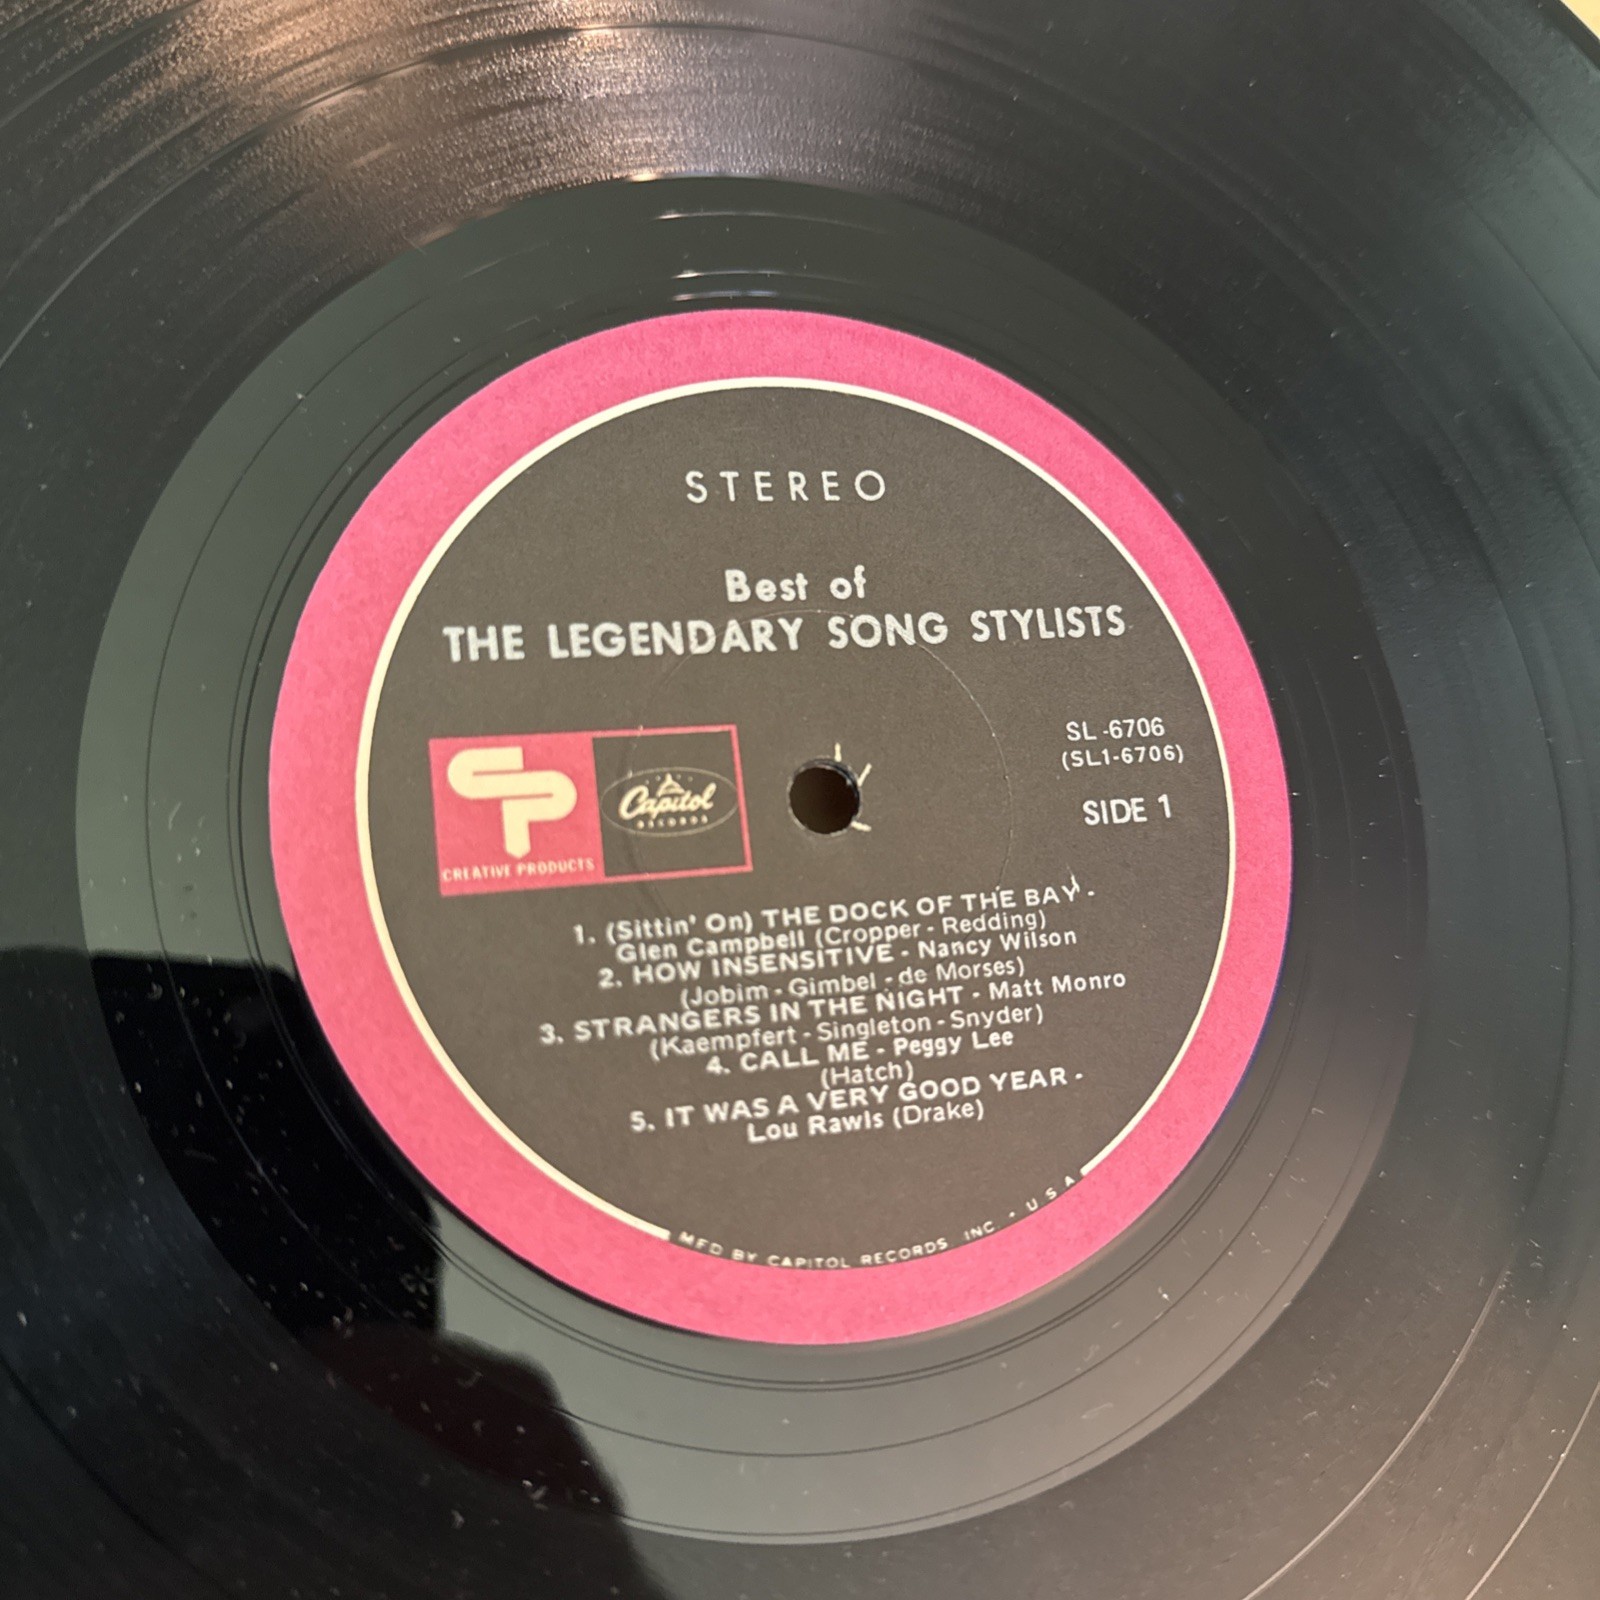 STEREO
Best of
THE LEGENDARY SONG STYLISTS
SL-6706
(SL1-6706)
SIDE 1
CP
CREATIVE PRODUCTS
Capitol
RECORDS
1. (Sittin' On) THE DOCK OF THE BAY -
Glen Campbell (Cropper - Redding)
2. HOW INSENSITIVE - Nancy Wilson
(Jobim - Gimbel - de Morses)
3. STRANGERS IN THE NIGHT - Matt Monro
(Kaempfert - Singleton - Snyder)
4. CALL ME - Peggy Lee
(Hatch)
5. IT WAS A VERY GOOD YEAR -
Lou Rawls (Drake)
MFD BY CAPITOL RECORDS INC. • U S A